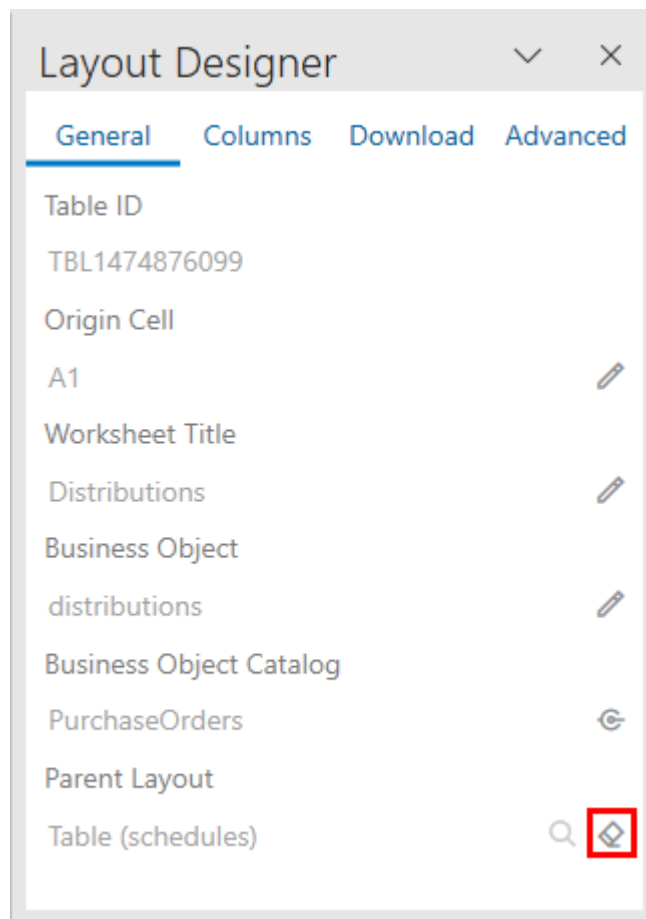 Layout Designer
General Columns Download Advanced
Table ID
TBL1474876099
Origin Cell
A1
Worksheet Title
Distributions
Business Object
distributions
Business Object Catalog
PurchaseOrders
Parent Layout
Table (schedules)